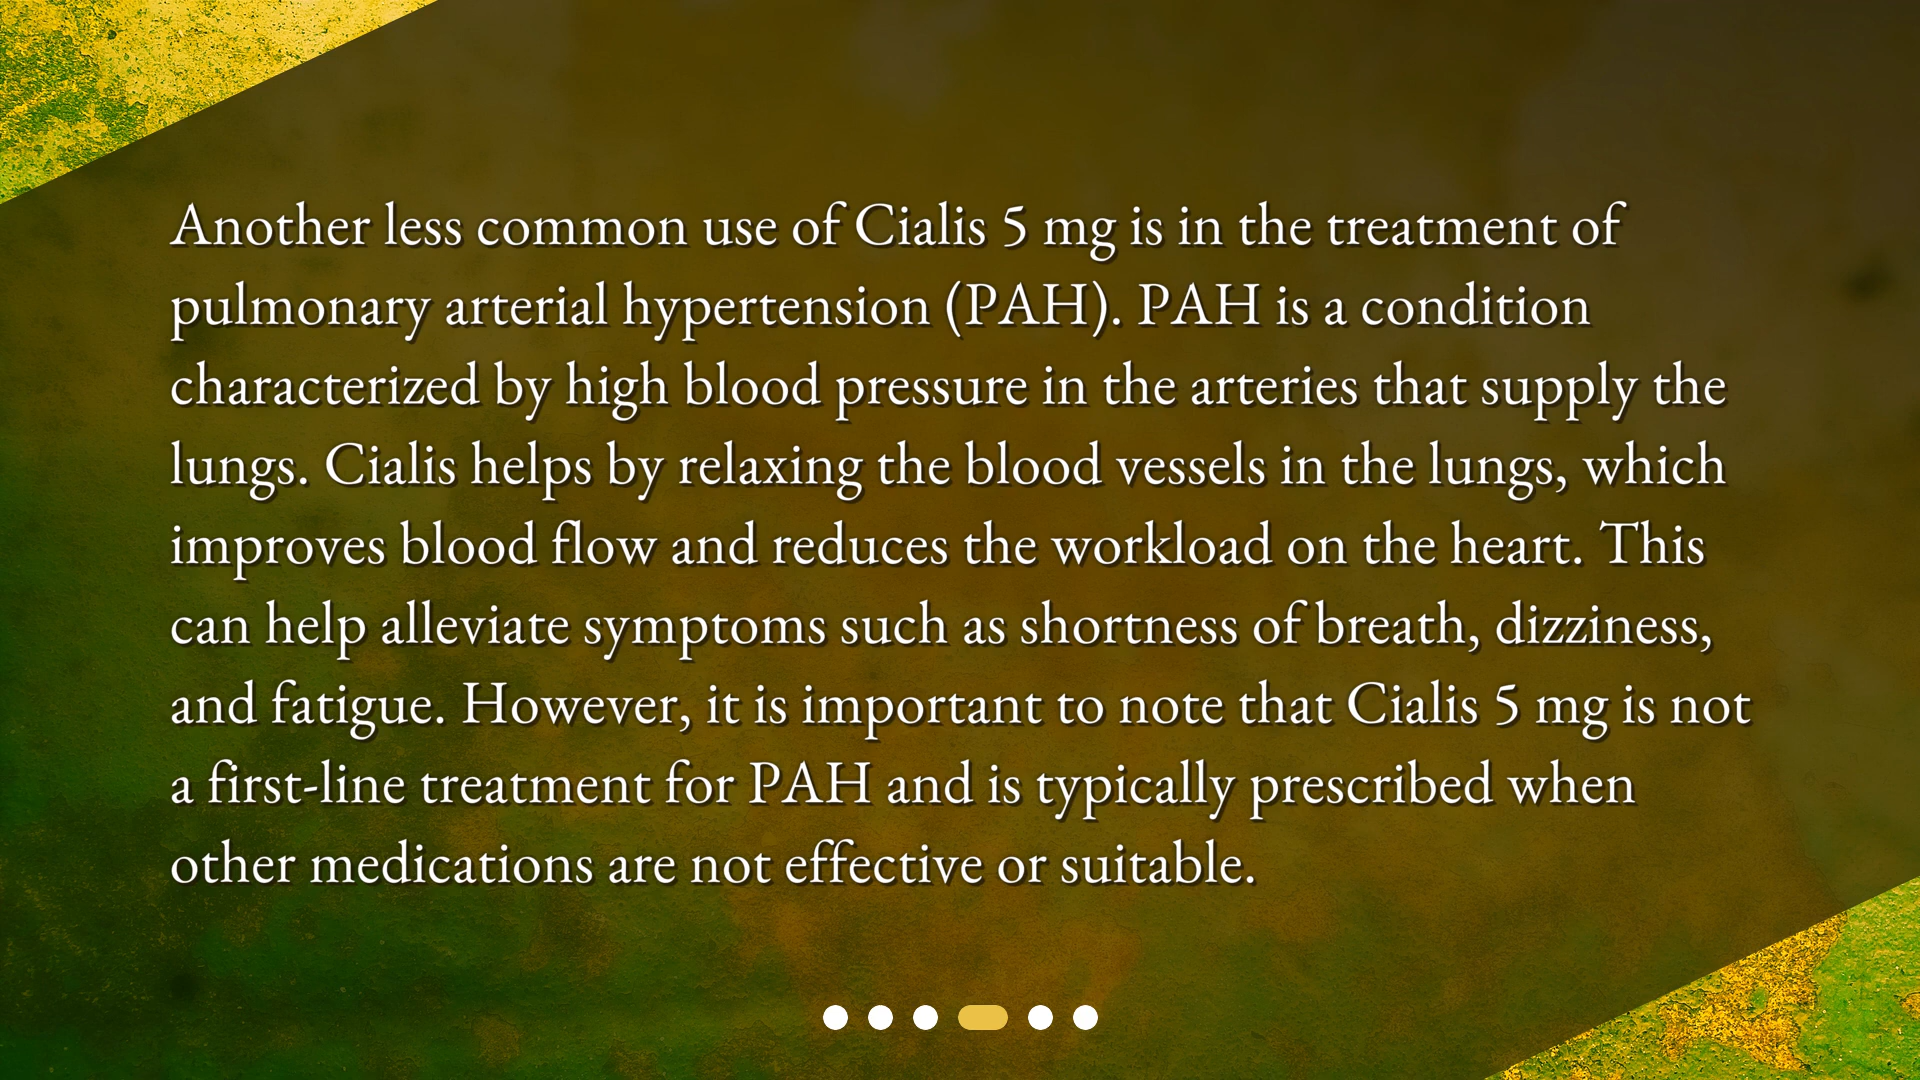 Another less common use of Cialis 5 mg is in the treatment of
pulmonary arterial hypertension (PAH). PAH is a condition
characterized by high blood pressure in the arteries that supply the
lungs. Cialis helps by relaxing the blood vessels in the lungs, which
improves blood flow and reduces the workload on the heart. This
can help alleviate symptoms such as shortness of breath, dizziness,
and fatigue. However, it is important to note that Cialis 5 mg is not
a first-line treatment for PAH and is typically prescribed when
other medications are not effective or suitable.